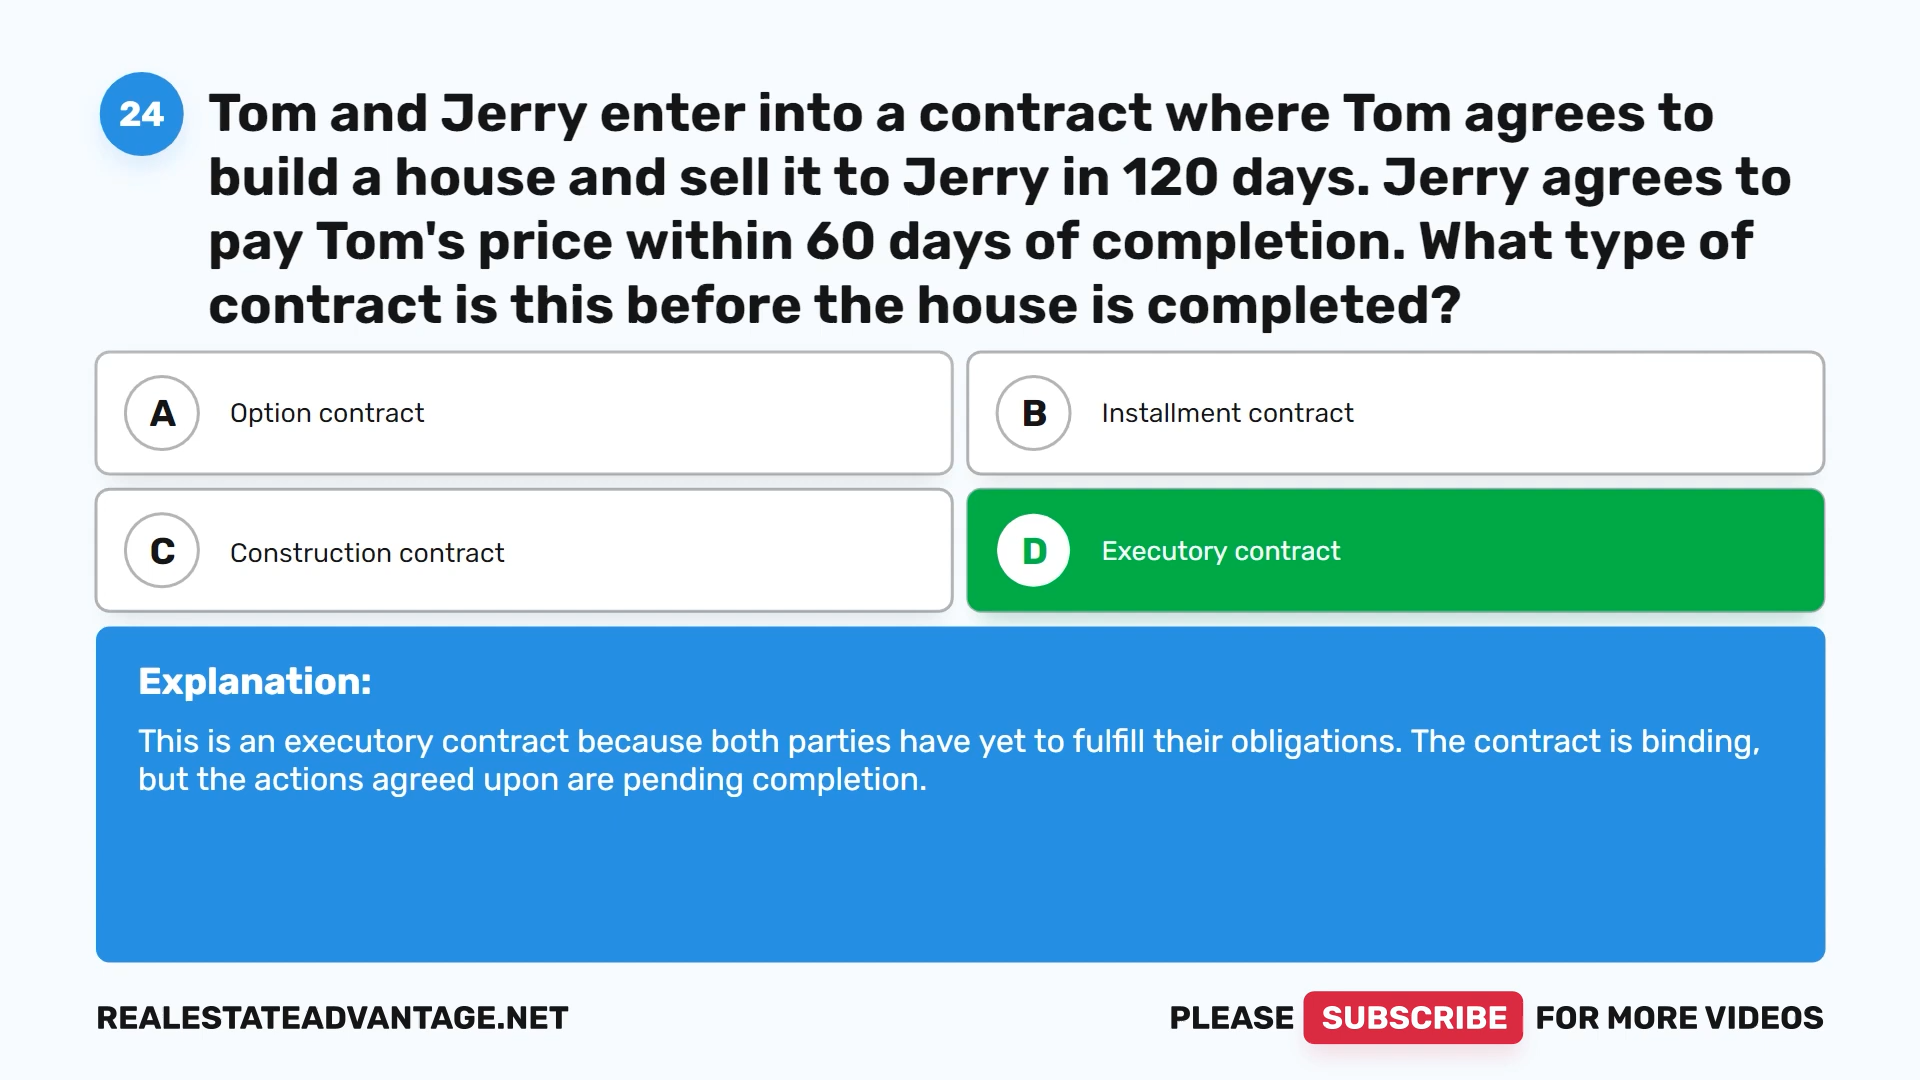 24
Tom and Jerry enter into a contract where Tom agrees to
build a house and sell it to Jerry in 120 days. Jerry agrees to
pay Tom's price within 60 days of completion. What type of
contract is this before the house is completed?
A Option contract
B Installment contract
C Construction contract
D Executory contract
Explanation:
This is an executory contract because both parties have yet to fulfill their obligations. The contract is binding,
but the actions agreed upon are pending completion.
REALESTATEADVANTAGE.NET
PLEASE SUBSCRIBE FOR MORE VIDEOS